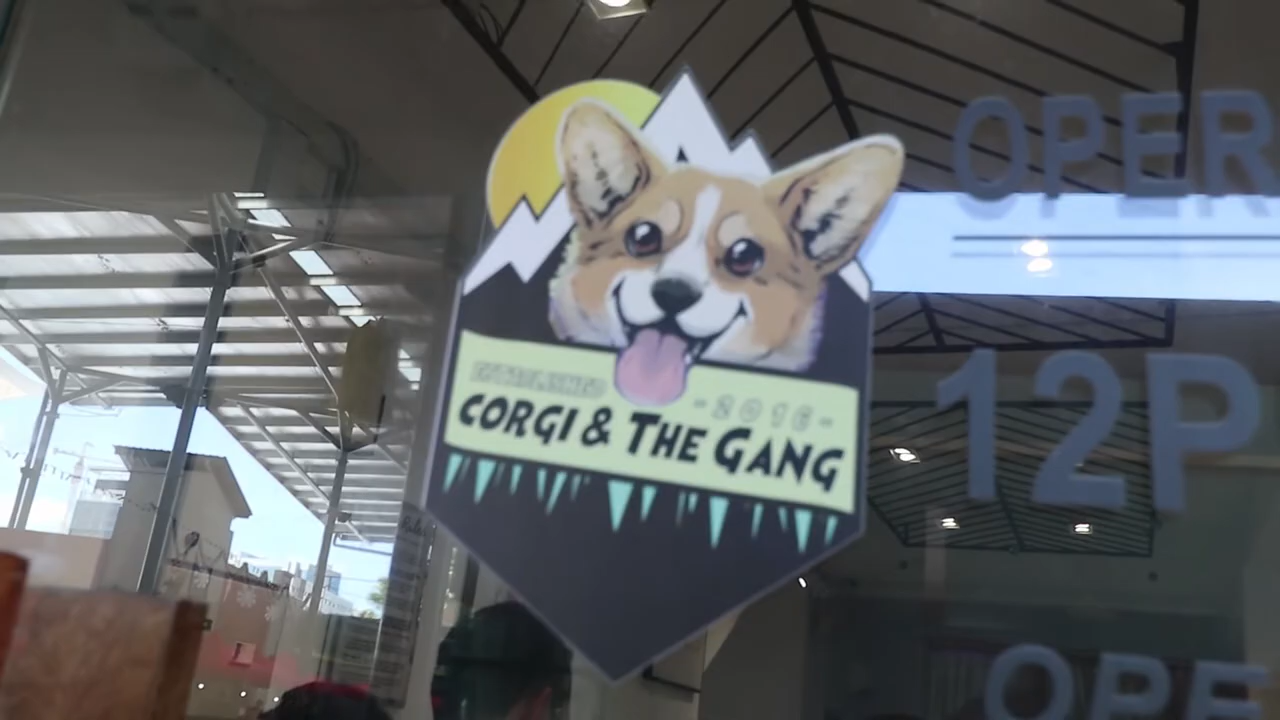 ESTABLISHED
-2016-
CORGI & THE GANG
OPER
12P
OPE